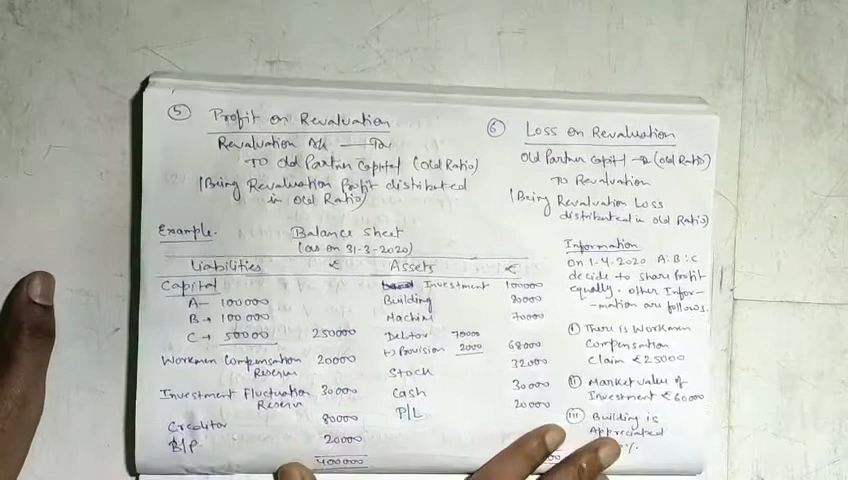 ⑤ Profit on Revaluation
Revaluation A/c — Dr
To Old Partner Capital (Old Ratio)
(Being Revaluation Profit distributed
in old Ratio)
⑥ Loss on Revaluation
Old Partner Capital Dr (old Ratio)
To Revaluation
(Being Revaluation Loss
distributed in old Ratio)
Example. Balance Sheet
(as on 31-3-2020)
Liabilities ₹ Assets ₹
Capital Investment 100000
A- 100000 Building 80000
B → 100000 Machine 70000
C → 50000 250000 Debtor 70000
(-) Provision 2000 68000
Workmen Compensation 20000
Reserve Stock 32000
Investment Fluctuation 30000 Cash 30000
Reserve P/L 20000
Creditor 80000
B/P 20000
400000
Information
On 1-4-2020 A:B:C
decide to share Profit
equally. Other Infor-
-mation are follows.
(i) There is Workmen
Compensation
Claim ₹25000
(ii) Market value of
Investment ₹60000
(iii) Building is
Appreciated
%.